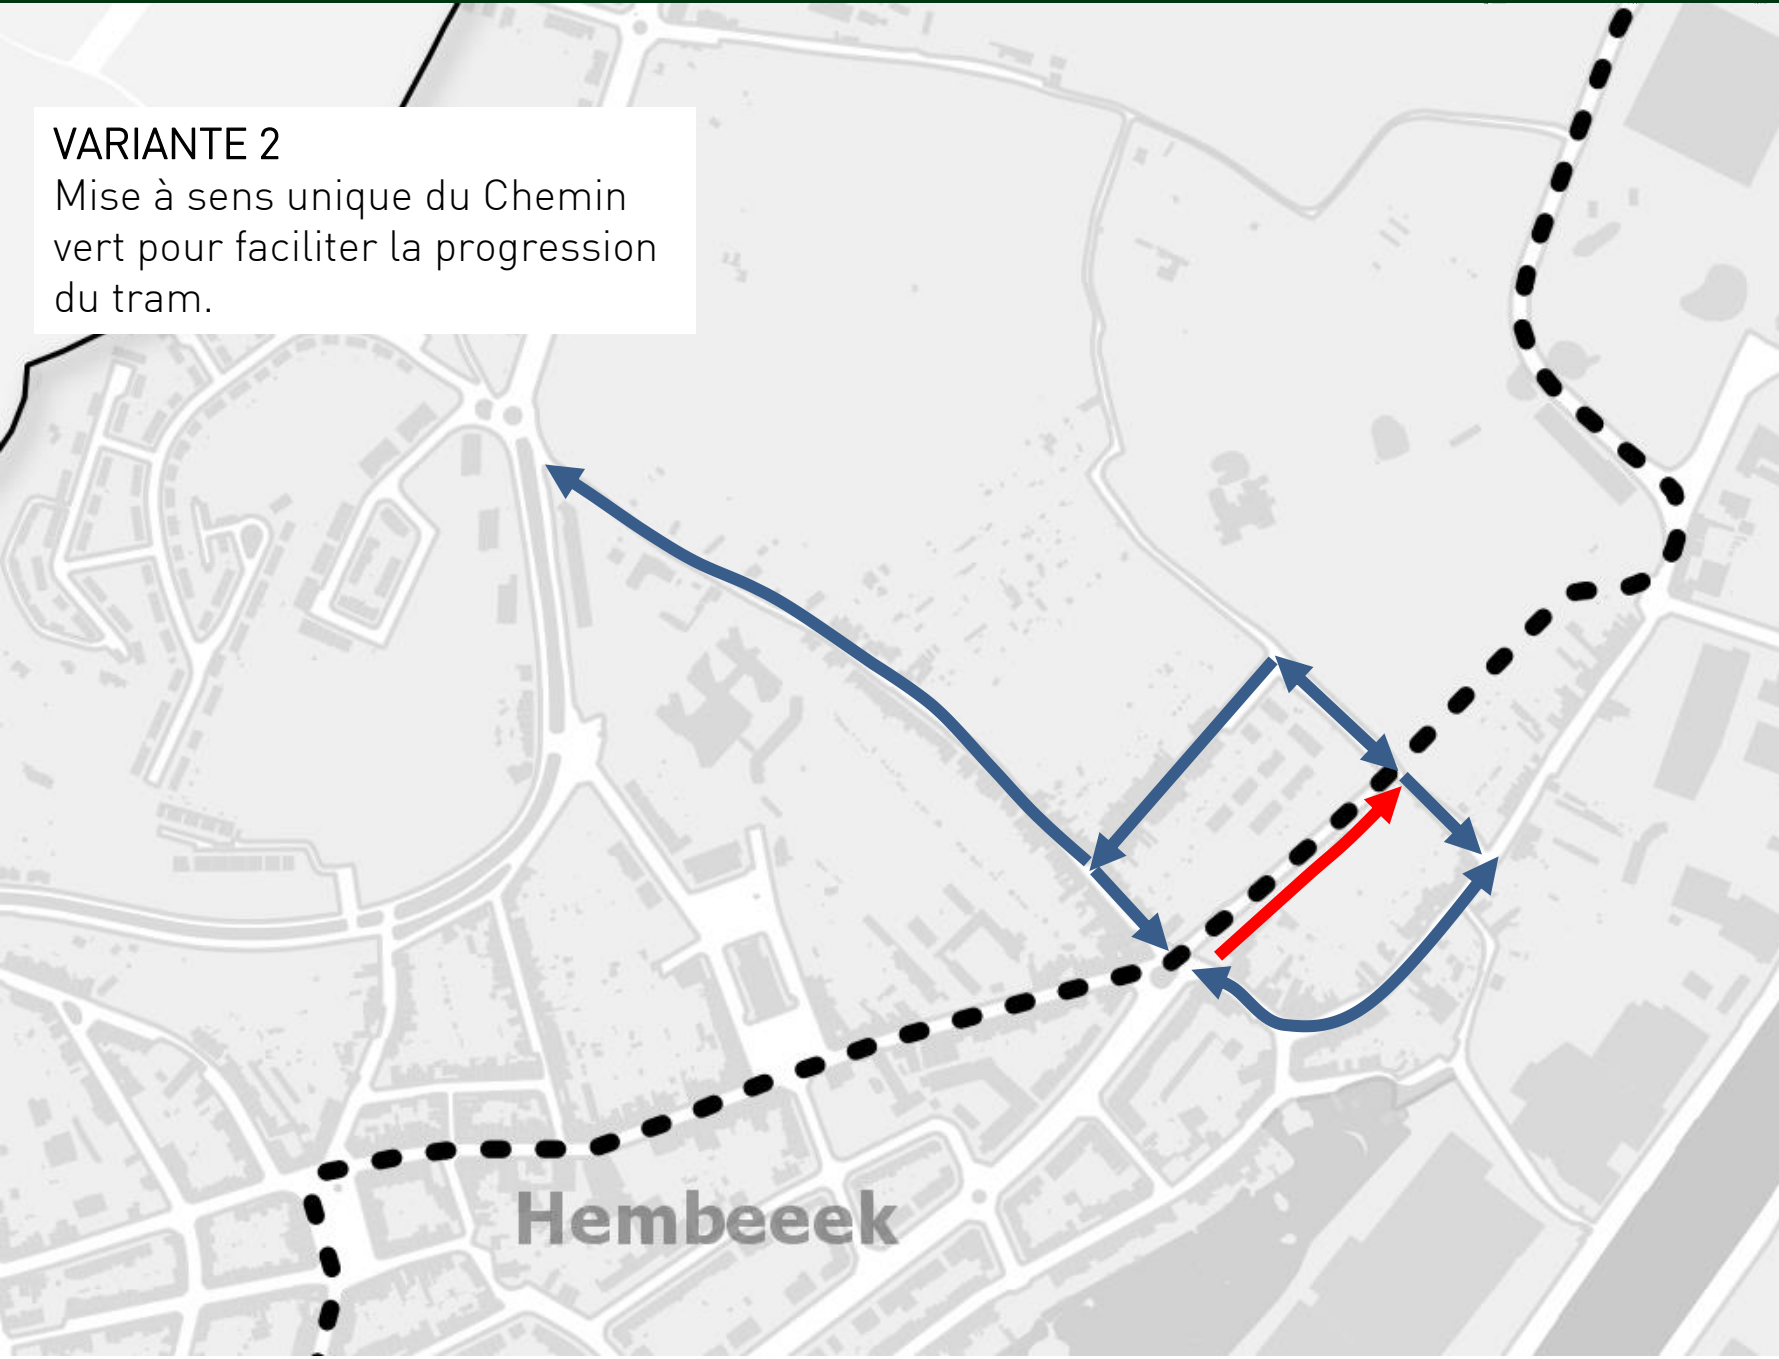 VARIANTE 2
Mise à sens unique du Chemin
vert pour faciliter la progression
du tram.
Hembeeek